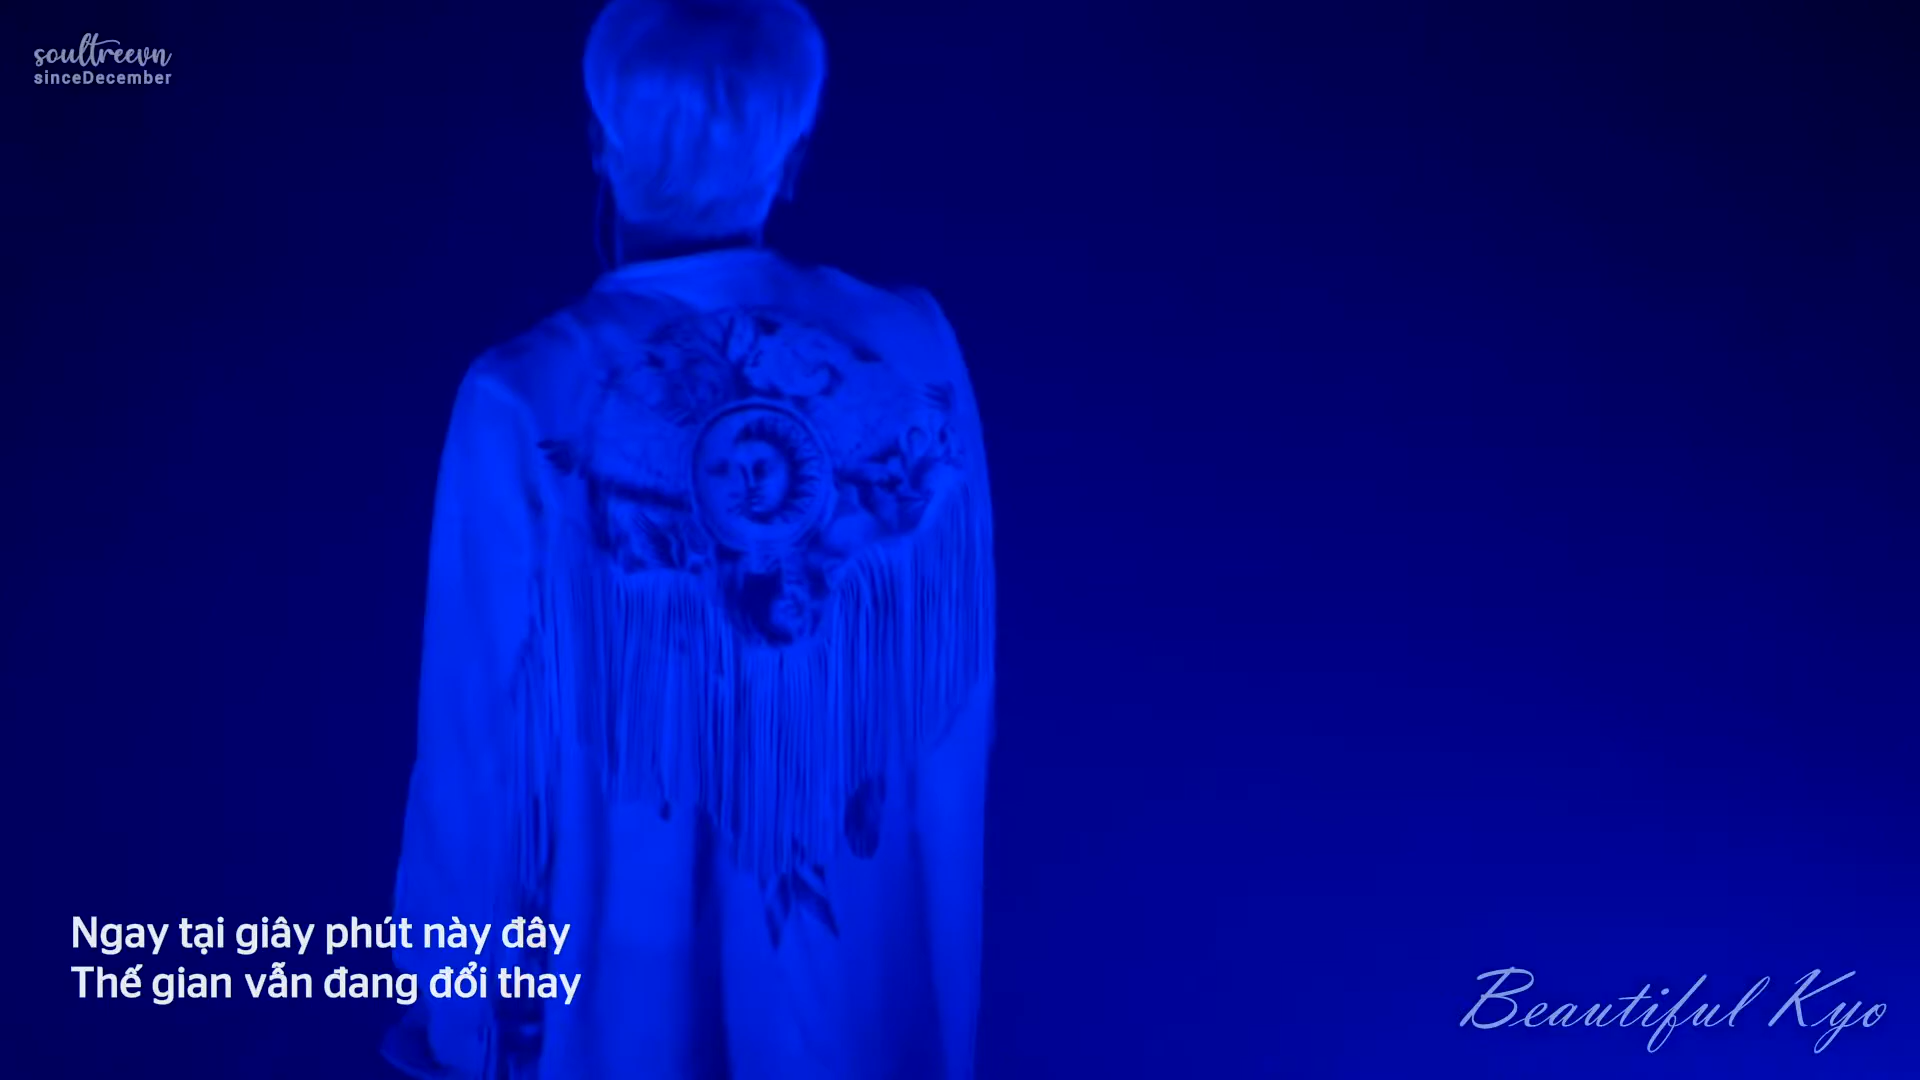 soultreevn
sinceDecember
Ngay tại giây phút này đây
Thế gian vẫn đang đổi thay
Beautiful Kyo